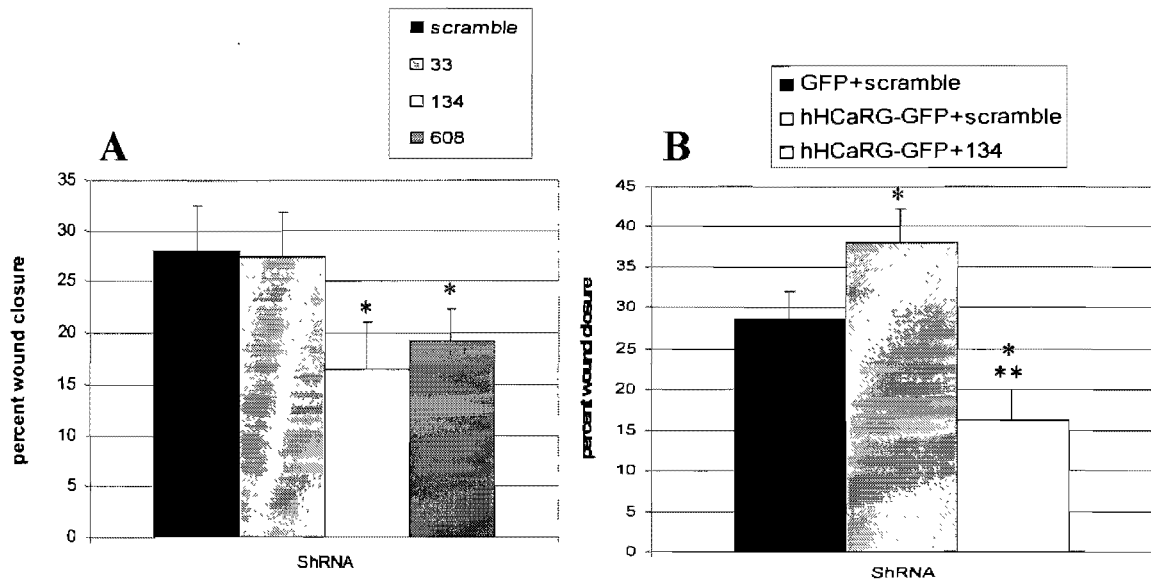 scramble
33
134
608
A
35
30
25
20
15
10
5
0
percent wound closure
* *
ShRNA
GFP+scramble
hHCaRG-GFP+scramble
hHCaRG-GFP+134
B
45
40
35
30
25
20
15
10
5
0
percent wound closure
*
*
**
ShRNA